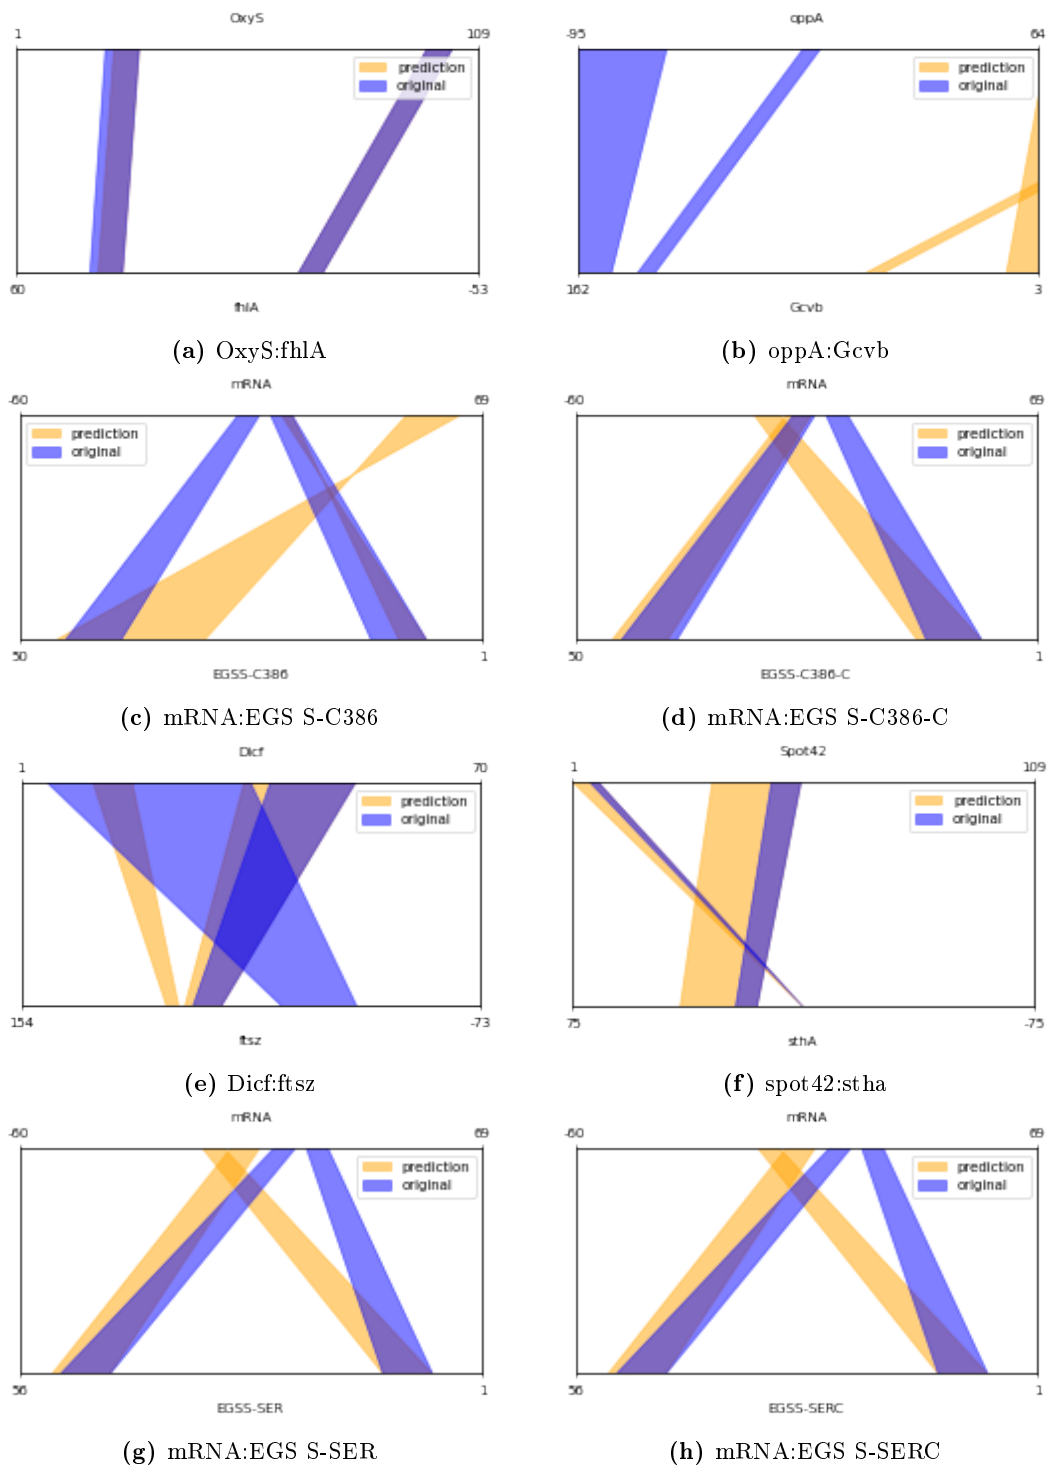 OxyS
1 109
prediction
original
60 -53
fhlA
(a) OxyS:fhlA
oppA
-95 64
prediction
original
162 3
Gcvb
(b) oppA:Gcvb
mRNA
-60 69
prediction
original
50 1
EGSS-C386
(c) mRNA:EGS S-C386
mRNA
-60 69
prediction
original
50 1
EGSS-C386-C
(d) mRNA:EGS S-C386-C
Dicf
1 70
prediction
original
154 -73
ftsz
(e) Dicf:ftsz
Spot42
1 109
prediction
original
75 -75
sthA
(f) spot42:stha
mRNA
-60 69
prediction
original
56 1
EGSS-SER
(g) mRNA:EGS S-SER
mRNA
-60 69
prediction
original
56 1
EGSS-SERC
(h) mRNA:EGS S-SERC